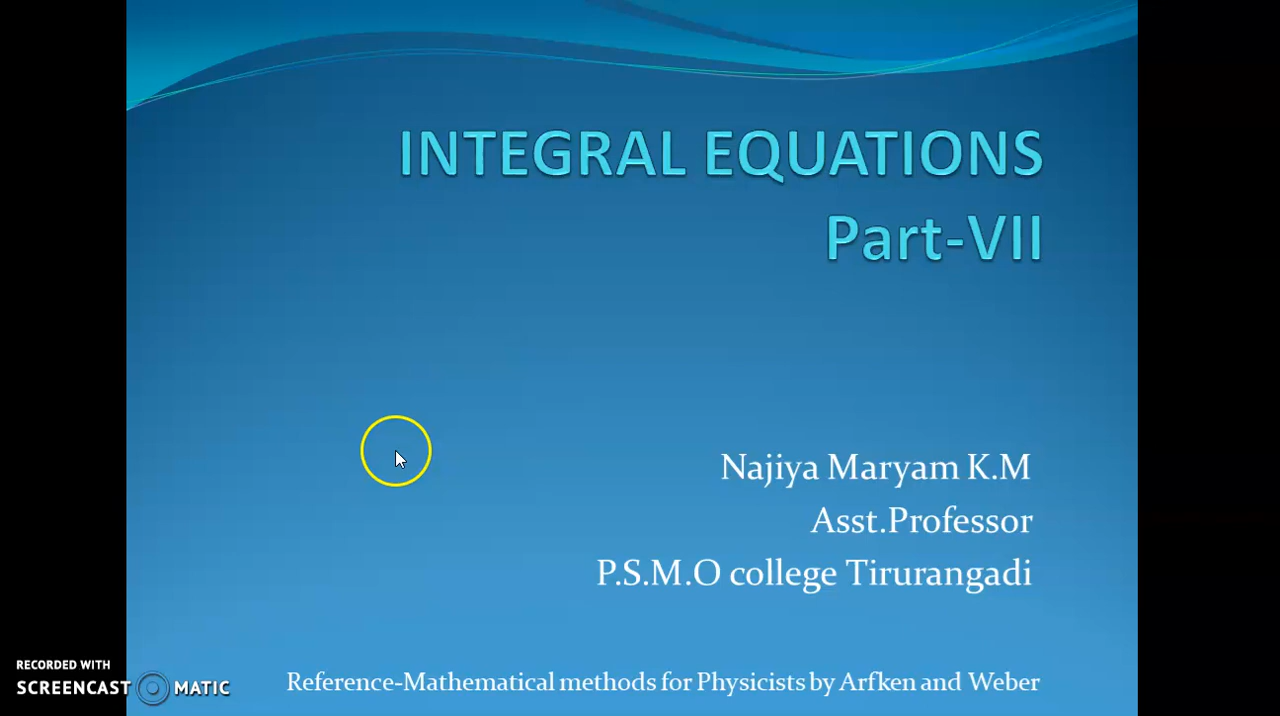 INTEGRAL EQUATIONS
Part-VII
Najiya Maryam K.M
Asst.Professor
P.S.M.O college Tirurangadi
Reference-Mathematical methods for Physicists by Arfken and Weber
RECORDED WITH
SCREENCAST MATIC